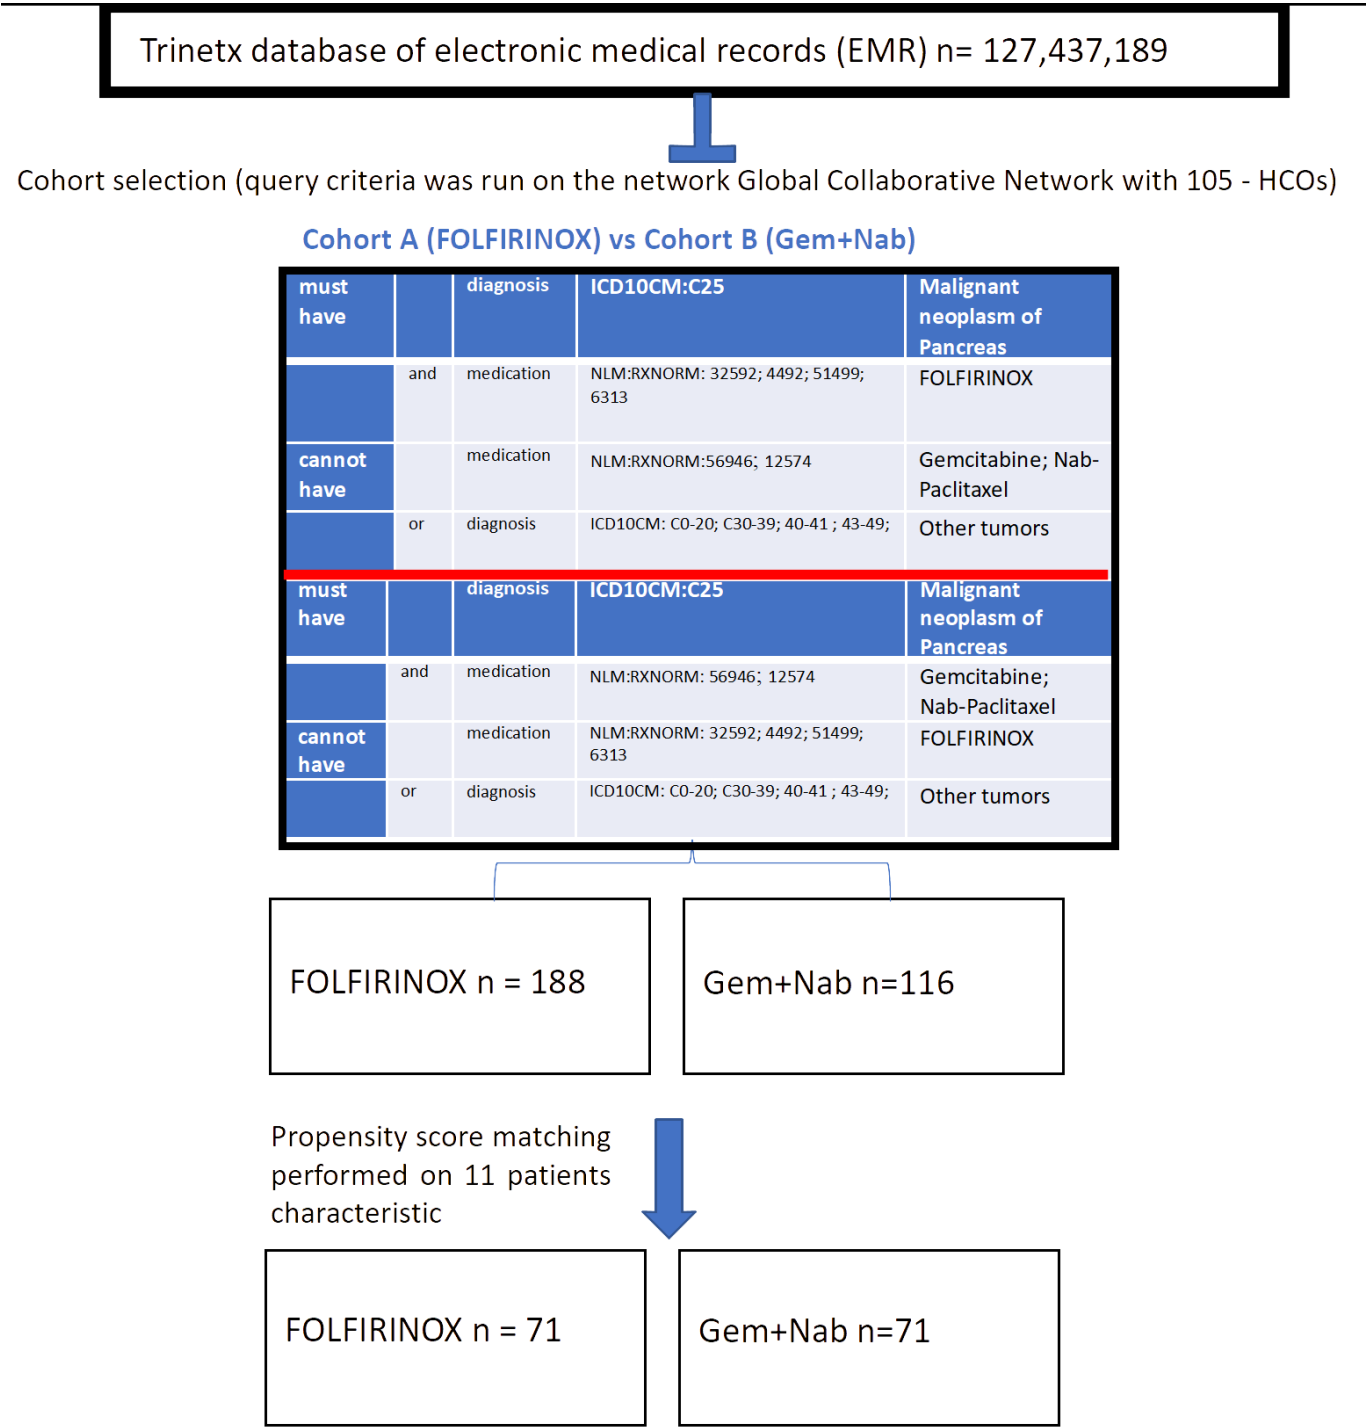 Trinetx database of electronic medical records (EMR) n= 127,437,189
Cohort selection (query criteria was run on the network Global Collaborative Network with 105 - HCOs)
Cohort A (FOLFIRINOX) vs Cohort B (Gem+Nab)
must have diagnosis ICD10CM:C25 Malignant neoplasm of Pancreas
and medication NLM:RXNORM: 32592; 4492; 51499; 6313 FOLFIRINOX
cannot have medication NLM:RXNORM:56946; 12574 Gemcitabine; Nab-Paclitaxel
or diagnosis ICD10CM: C0-20; C30-39; 40-41 ; 43-49; Other tumors
must have diagnosis ICD10CM:C25 Malignant neoplasm of Pancreas
and medication NLM:RXNORM: 56946; 12574 Gemcitabine; Nab-Paclitaxel
cannot have medication NLM:RXNORM: 32592; 4492; 51499; 6313 FOLFIRINOX
or diagnosis ICD10CM: C0-20; C30-39; 40-41 ; 43-49; Other tumors
FOLFIRINOX n = 188
Gem+Nab n=116
Propensity score matching
performed on 11 patients
characteristic
FOLFIRINOX n = 71
Gem+Nab n=71